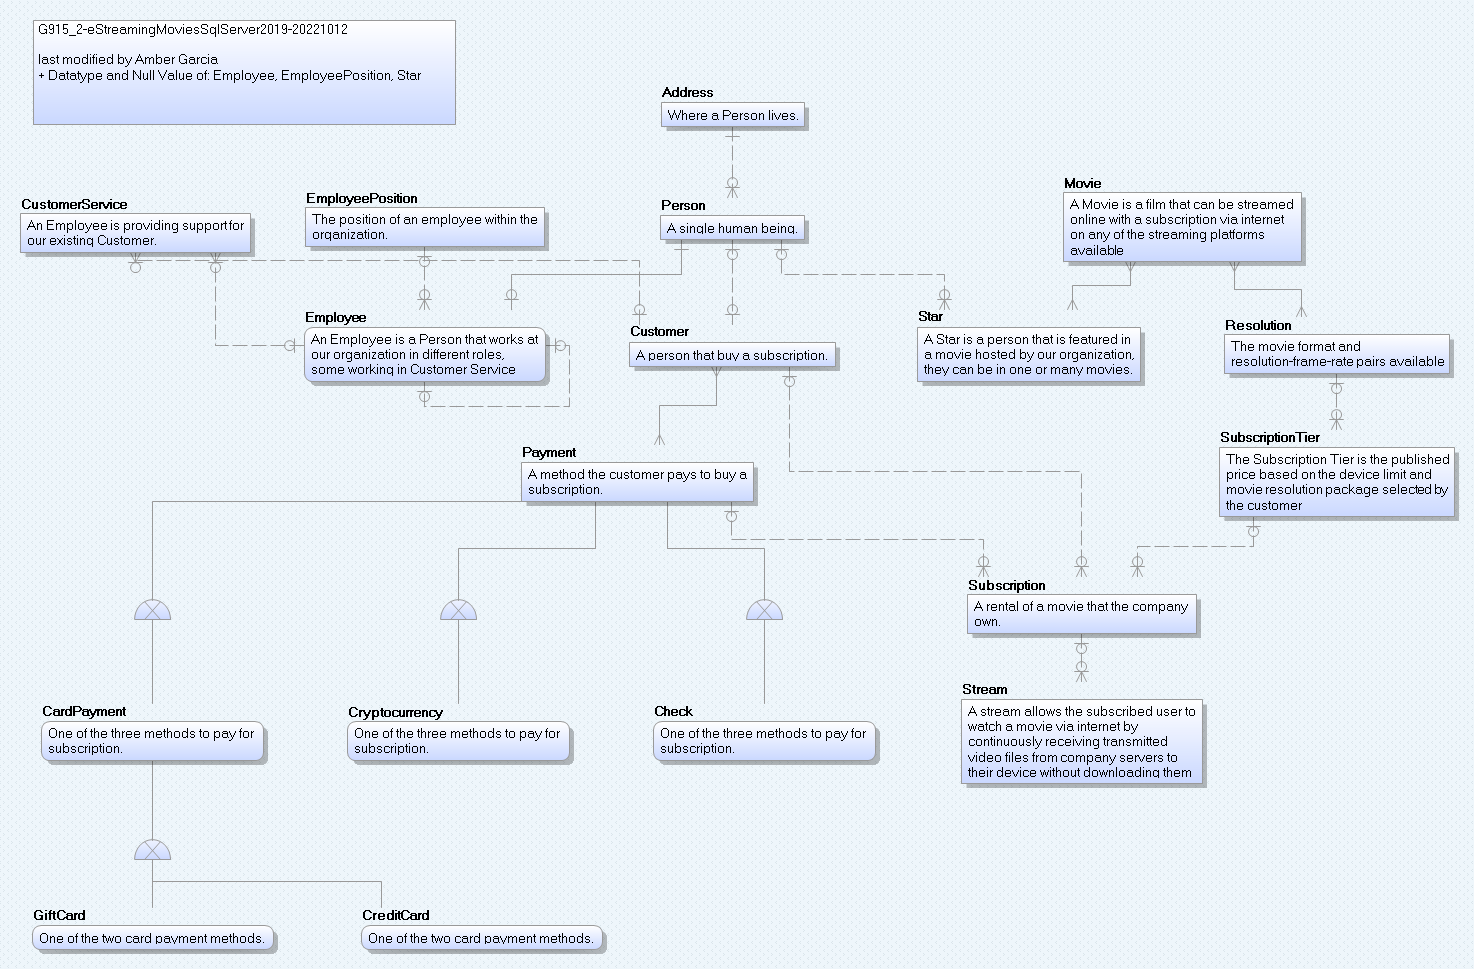 G915_2-eStreamingMoviesSqlServer2019-20221012
last modified by Amber Garcia
+ Datatype and Null Value of: Employee, EmployeePosition, Star
Address
Where a Person lives.
CustomerService
An Employee is providing support for
our existing Customer.
EmployeePosition
The position of an employee within the
organization.
Person
A single human being.
Movie
A Movie is a film that can be streamed
online with a subscription via internet
on any of the streaming platforms
available
Employee
An Employee is a Person that works at
our organization in different roles,
some working in Customer Service
Customer
A person that buy a subscription.
Star
A Star is a person that is featured in
a movie hosted by our organization,
they can be in one or many movies.
Resolution
The movie format and
resolution-frame-rate pairs available
Payment
A method the customer pays to buy a
subscription.
SubscriptionTier
The Subscription Tier is the published
price based on the device limit and
movie resolution package selected by
the customer
Subscription
A rental of a movie that the company
own.
Stream
A stream allows the subscribed user to
watch a movie via internet by
continuously receiving transmitted
video files from company servers to
their device without downloading them
CardPayment
One of the three methods to pay for
subscription.
Cryptocurrency
One of the three methods to pay for
subscription.
Check
One of the three methods to pay for
subscription.
GiftCard
One of the two card payment methods.
CreditCard
One of the two card payment methods.